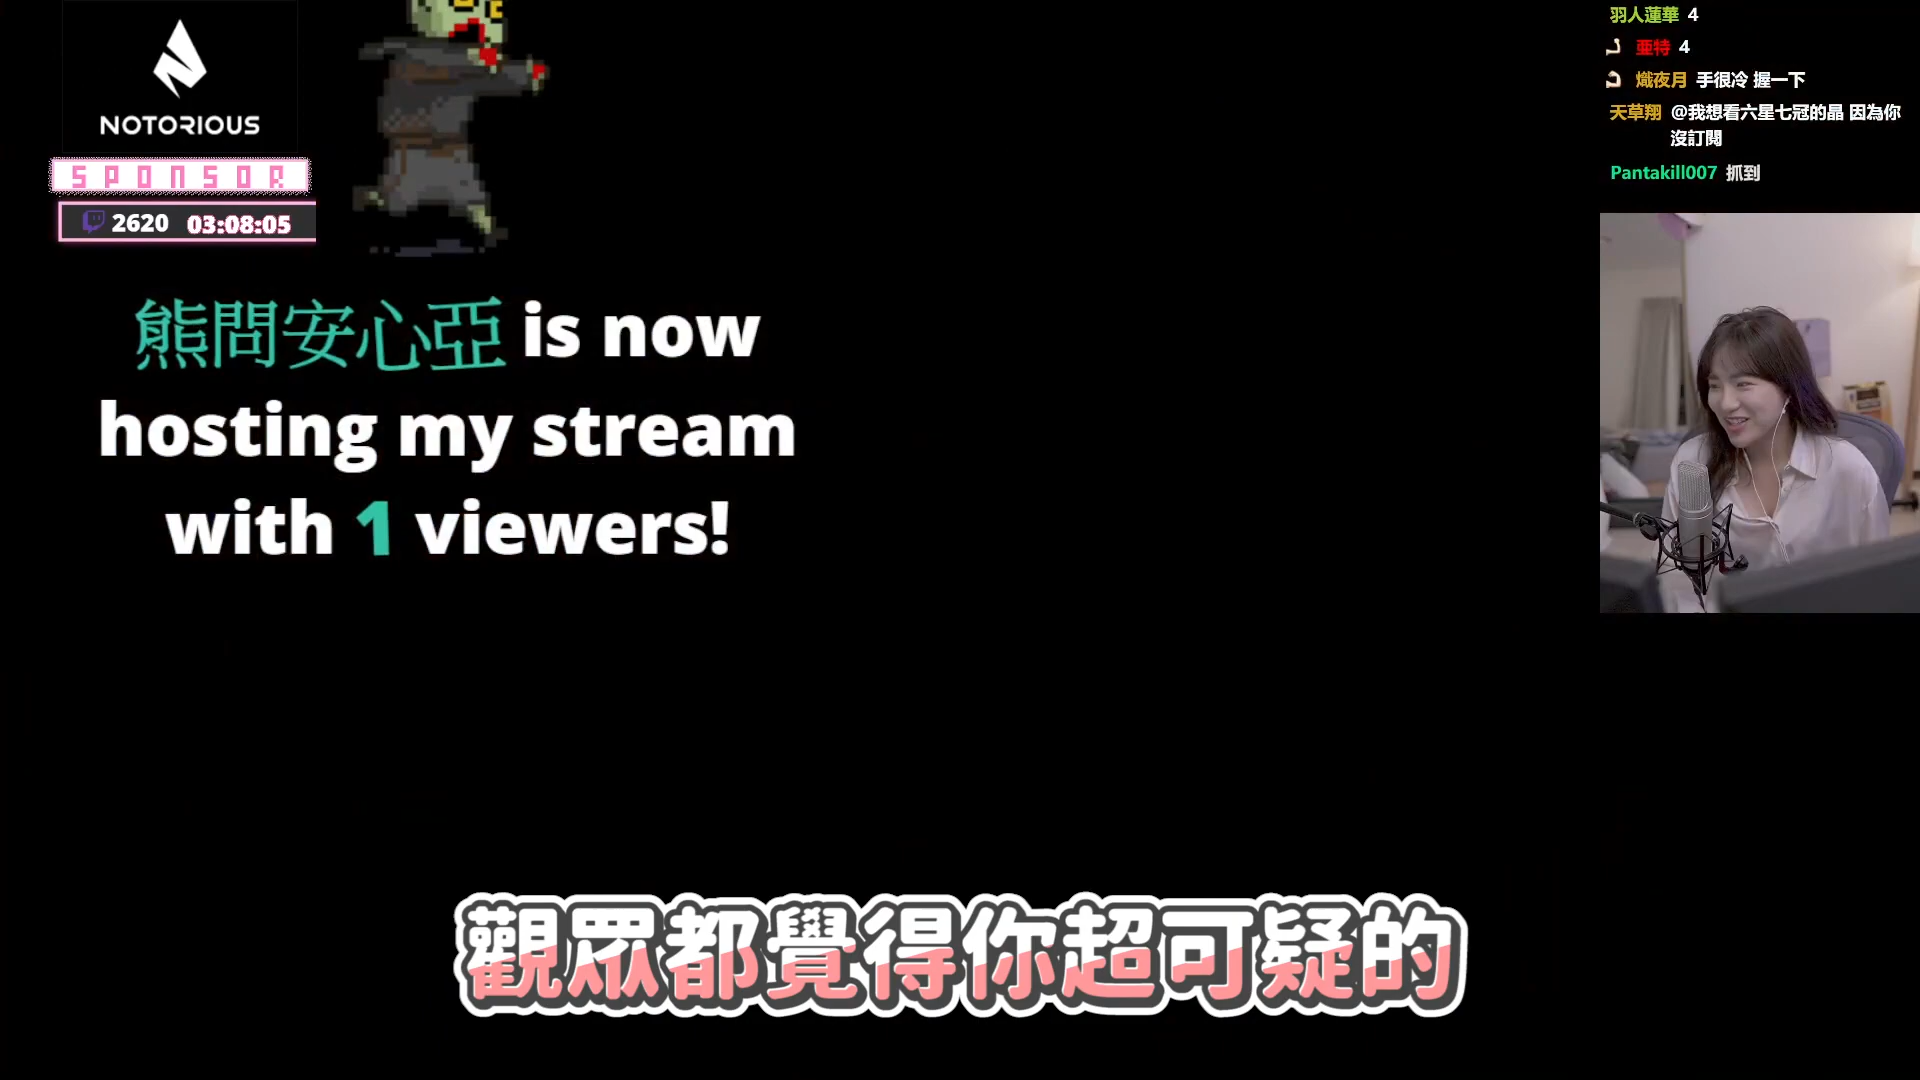 NOTORIOUS
SPONSOR
2620 03:08:05
熊問安心亞 is now
hosting my stream
with 1 viewers!
羽人蓮華 4
亜特 4
熾夜月 手很冷 握一下
天草翔 @我想看六星七冠的晶 因為你
沒訂閱
Pantakill007 抓到
觀眾都覺得你超可疑的